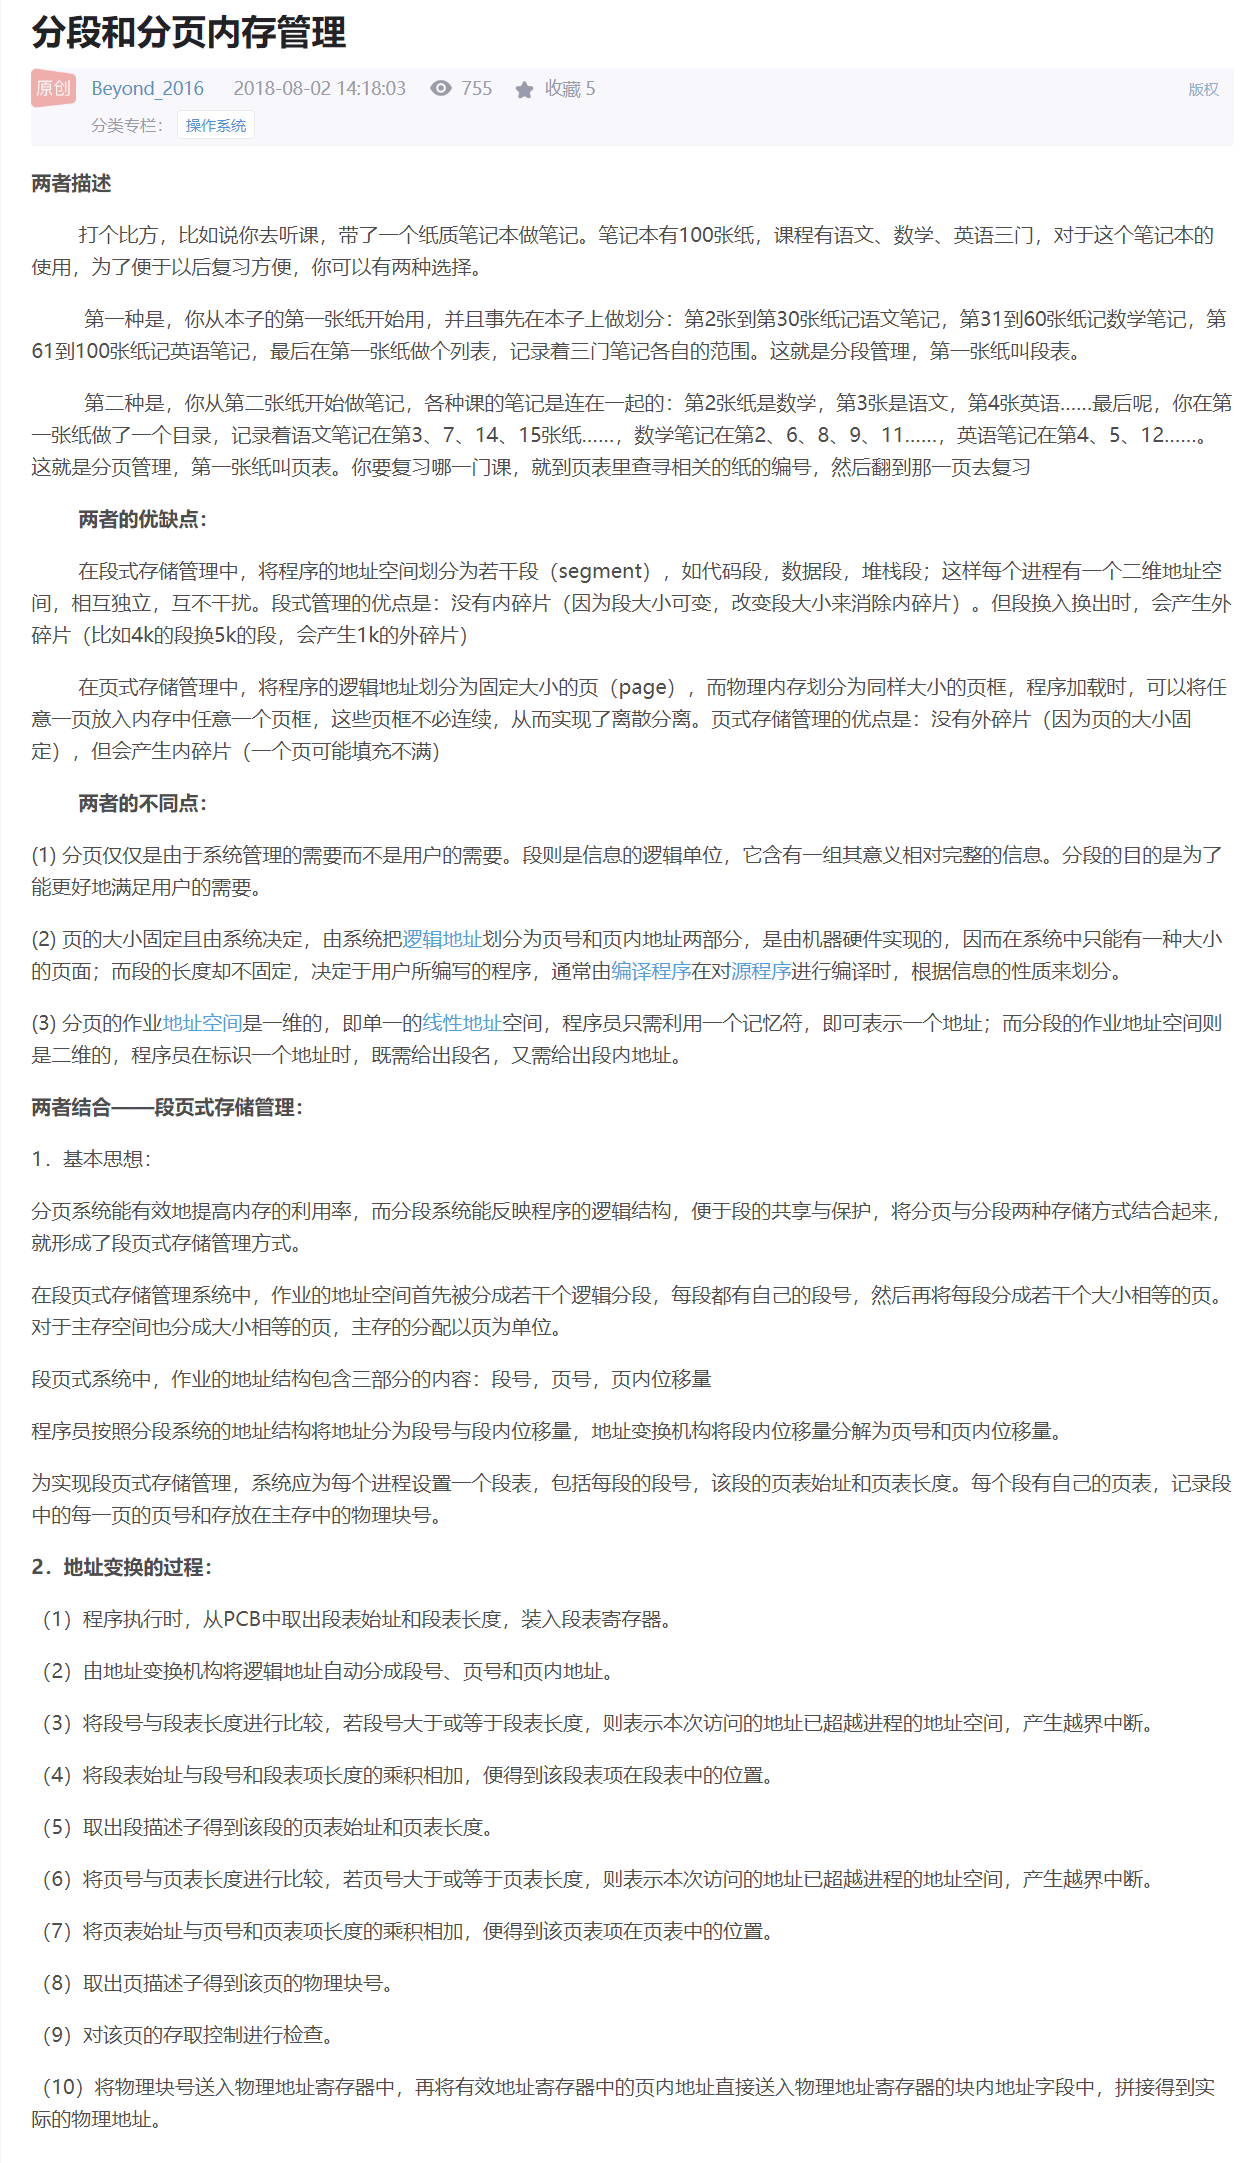 分段和分页内存管理
原创 Beyond_2016 2018-08-02 14:18:03 755 收藏 5 版权
分类专栏： 操作系统
两者描述
打个比方，比如说你去听课，带了一个纸质笔记本做笔记。笔记本有100张纸，课程有语文、数学、英语三门，对于这个笔记本的
使用，为了便于以后复习方便，你可以有两种选择。
第一种是，你从本子的第一张纸开始用，并且事先在本子上做划分：第2张到第30张纸记语文笔记，第31到60张纸记数学笔记，第
61到100张纸记英语笔记，最后在第一张纸做个列表，记录着三门笔记各自的范围。这就是分段管理，第一张纸叫段表。
第二种是，你从第二张纸开始做笔记，各种课的笔记是连在一起的：第2张纸是数学，第3张是语文，第4张英语……最后呢，你在第
一张纸做了一个目录，记录着语文笔记在第3、7、14、15张纸……，数学笔记在第2、6、8、9、11……，英语笔记在第4、5、12……。
这就是分页管理，第一张纸叫页表。你要复习哪一门课，就到页表里查寻相关的纸的编号，然后翻到那一页去复习
两者的优缺点：
在段式存储管理中，将程序的地址空间划分为若干段（segment），如代码段，数据段，堆栈段；这样每个进程有一个二维地址空
间，相互独立，互不干扰。段式管理的优点是：没有内碎片（因为段大小可变，改变段大小来消除内碎片）。但段换入换出时，会产生外
碎片（比如4k的段换5k的段，会产生1k的外碎片）
在页式存储管理中，将程序的逻辑地址划分为固定大小的页（page），而物理内存划分为同样大小的页框，程序加载时，可以将任
意一页放入内存中任意一个页框，这些页框不必连续，从而实现了离散分离。页式存储管理的优点是：没有外碎片（因为页的大小固
定），但会产生内碎片（一个页可能填充不满）
两者的不同点：
(1) 分页仅仅是由于系统管理的需要而不是用户的需要。段则是信息的逻辑单位，它含有一组其意义相对完整的信息。分段的目的是为了
能更好地满足用户的需要。
(2) 页的大小固定且由系统决定，由系统把逻辑地址划分为页号和页内地址两部分，是由机器硬件实现的，因而在系统中只能有一种大小
的页面；而段的长度却不固定，决定于用户所编写的程序，通常由编译程序在对源程序进行编译时，根据信息的性质来划分。
(3) 分页的作业地址空间是一维的，即单一的线性地址空间，程序员只需利用一个记忆符，即可表示一个地址；而分段的作业地址空间则
是二维的，程序员在标识一个地址时，既需给出段名，又需给出段内地址。
两者结合——段页式存储管理：
1．基本思想：
分页系统能有效地提高内存的利用率，而分段系统能反映程序的逻辑结构，便于段的共享与保护，将分页与分段两种存储方式结合起来，
就形成了段页式存储管理方式。
在段页式存储管理系统中，作业的地址空间首先被分成若干个逻辑分段，每段都有自己的段号，然后再将每段分成若干个大小相等的页。
对于主存空间也分成大小相等的页，主存的分配以页为单位。
段页式系统中，作业的地址结构包含三部分的内容：段号，页号，页内位移量
程序员按照分段系统的地址结构将地址分为段号与段内位移量，地址变换机构将段内位移量分解为页号和页内位移量。
为实现段页式存储管理，系统应为每个进程设置一个段表，包括每段的段号，该段的页表始址和页表长度。每个段有自己的页表，记录段
中的每一页的页号和存放在主存中的物理块号。
2．地址变换的过程：
（1）程序执行时，从PCB中取出段表始址和段表长度，装入段表寄存器。
（2）由地址变换机构将逻辑地址自动分成段号、页号和页内地址。
（3）将段号与段表长度进行比较，若段号大于或等于段表长度，则表示本次访问的地址已超越进程的地址空间，产生越界中断。
（4）将段表始址与段号和段表项长度的乘积相加，便得到该段表项在段表中的位置。
（5）取出段描述子得到该段的页表始址和页表长度。
（6）将页号与页表长度进行比较，若页号大于或等于页表长度，则表示本次访问的地址已超越进程的地址空间，产生越界中断。
（7）将页表始址与页号和页表项长度的乘积相加，便得到该页表项在页表中的位置。
（8）取出页描述子得到该页的物理块号。
（9）对该页的存取控制进行检查。
（10）将物理块号送入物理地址寄存器中，再将有效地址寄存器中的页内地址直接送入物理地址寄存器的块内地址字段中，拼接得到实
际的物理地址。